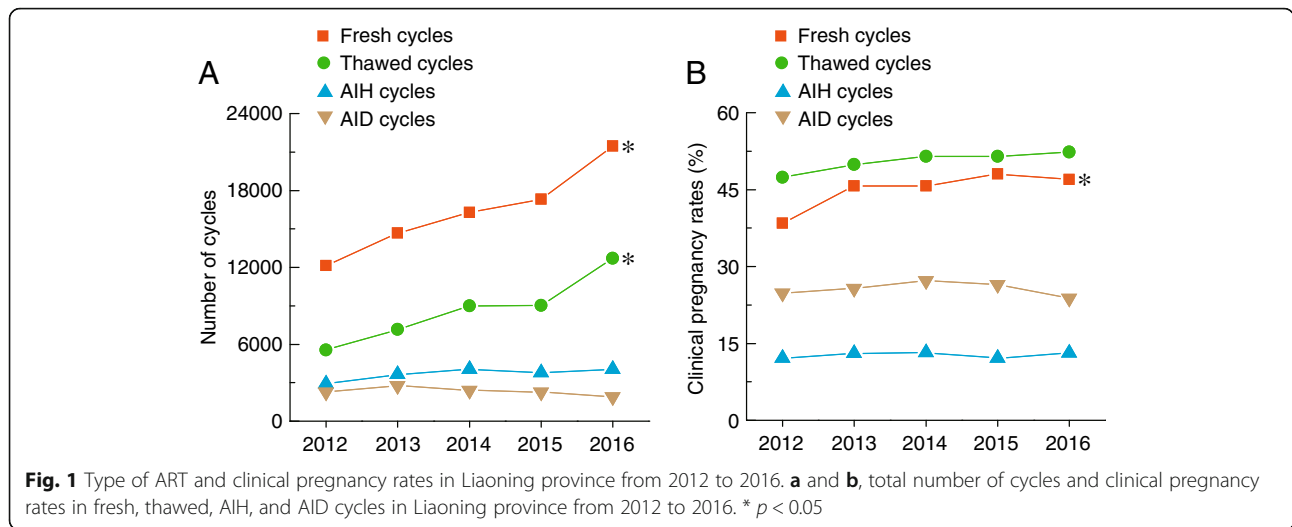 A
Fresh cycles
Thawed cycles
AIH cycles
AID cycles
Number of cycles
24000
18000
12000
6000
0
2012 2013 2014 2015 2016
*
*
B
Fresh cycles
Thawed cycles
AIH cycles
AID cycles
Clinical pregnancy rates (%)
60
45
30
15
0
2012 2013 2014 2015 2016
*
Fig. 1 Type of ART and clinical pregnancy rates in Liaoning province from 2012 to 2016. a and b, total number of cycles and clinical pregnancy
rates in fresh, thawed, AIH, and AID cycles in Liaoning province from 2012 to 2016. * p < 0.05